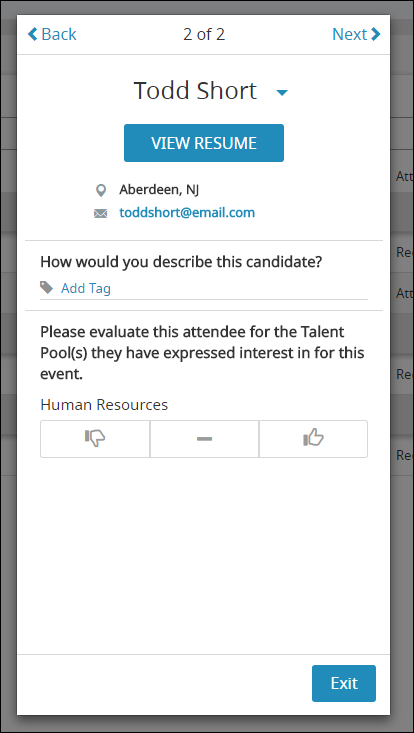 Back 2 of 2 Next
Todd Short
VIEW RESUME
Aberdeen, NJ
toddshort@email.com
How would you describe this candidate?
Add Tag
Please evaluate this attendee for the Talent
Pool(s) they have expressed interest in for this
event.
Human Resources
Exit